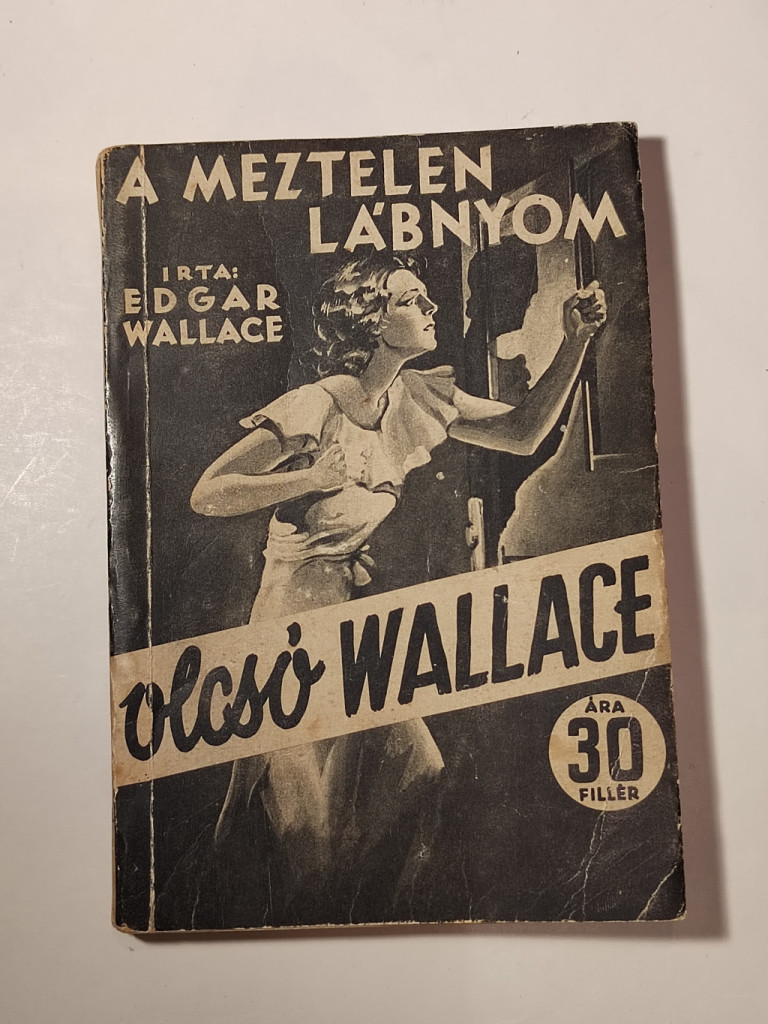 A MEZTELEN
LÁBNYOM
IRTA:
EDGAR
WALLACE
olcsó WALLACE
ÁRA
30
FILLÉR